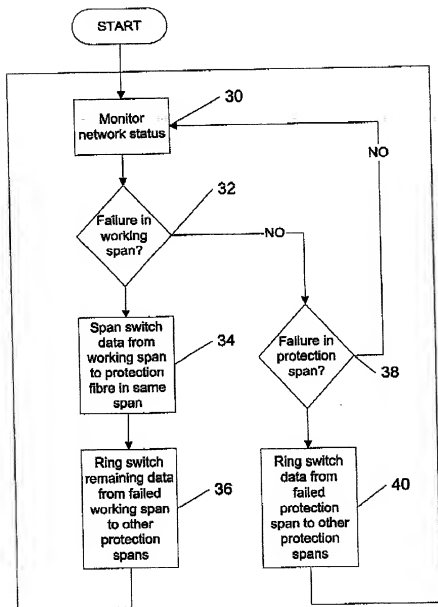 START
Monitor
network status
30
NO
Failure in
working
span?
32
NO
Span switch
data from
working span
to protection
fibre in same
span
34
Failure in
protection
span?
38
Ring switch
remaining data
from failed
working span
to other
protection
spans
36
Ring switch
data from
failed
protection
span to other
protection
spans
40